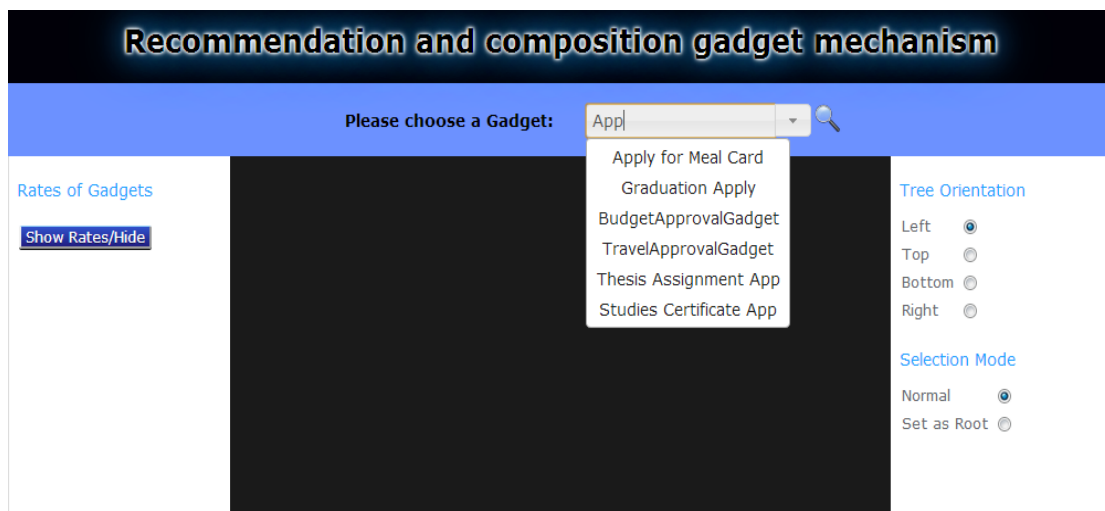 Recommendation and composition gadget mechanism
Please choose a Gadget:
App
Apply for Meal Card
Graduation Apply
BudgetApprovalGadget
TravelApprovalGadget
Thesis Assignment App
Studies Certificate App
Rates of Gadgets
Show Rates/Hide
Tree Orientation
Left
Top
Bottom
Right
Selection Mode
Normal
Set as Root